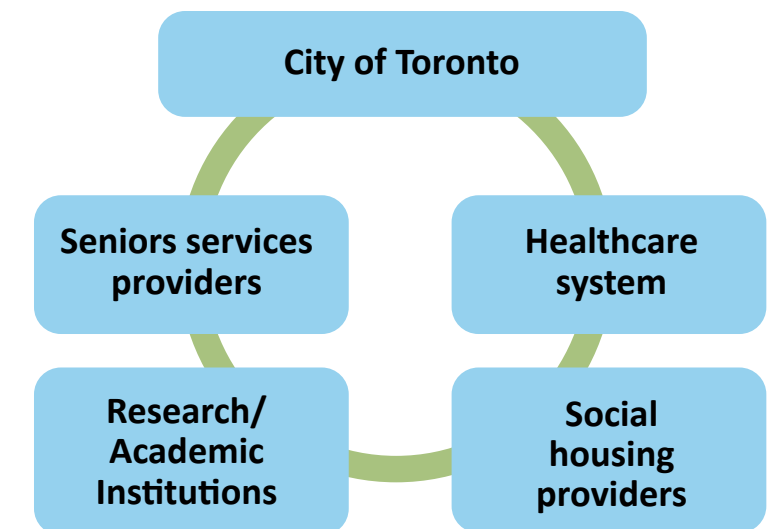 City of Toronto
Seniors services
providers
Healthcare
system
Research/
Academic
Institutions
Social
housing
providers